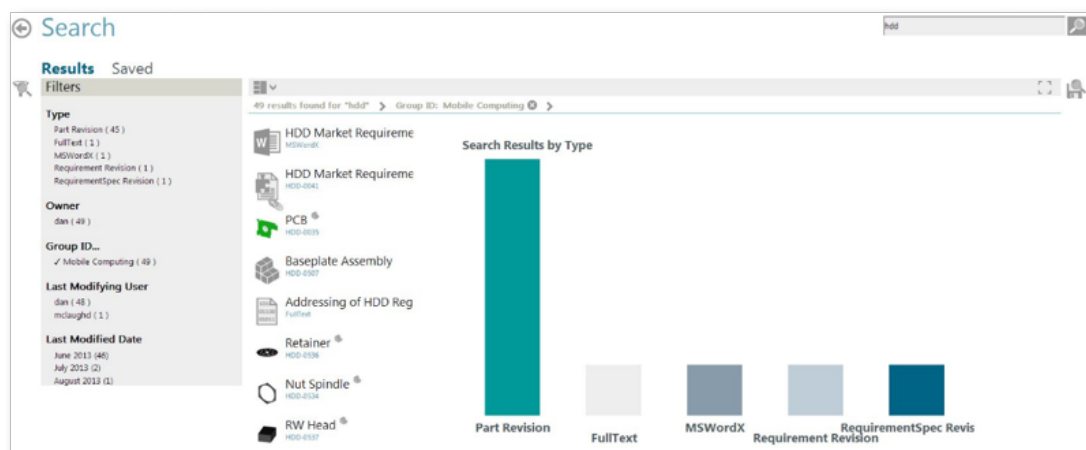 Search
hdd
Results Saved
Filters
Type
Part Revision ( 45 )
FullText ( 1 )
MSWordX ( 1 )
Requirement Revision ( 1 )
RequirementSpec Revision ( 1 )
Owner
dan ( 49 )
Group ID...
✓ Mobile Computing ( 49 )
Last Modifying User
dan ( 48 )
mclaughd ( 1 )
Last Modified Date
June 2013 (46)
July 2013 (2)
August 2013 (1)
49 results found for "hdd" Group ID: Mobile Computing
HDD Market Requireme
MSWordX
HDD Market Requireme
HDD-0041
PCB
HDD-0035
Baseplate Assembly
HDD-0507
Addressing of HDD Reg
FullText
Retainer
HDD-0536
Nut Spindle
HDD-0534
RW Head
HDD-0537
Search Results by Type
Part Revision
FullText
MSWordX
Requirement Revision
RequirementSpec Revis